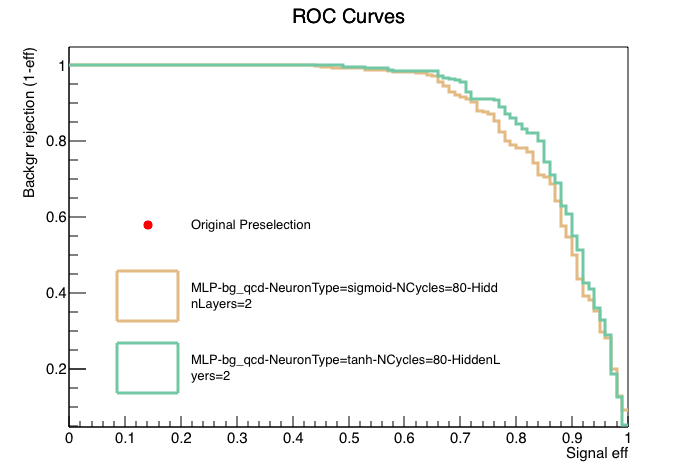 ROC Curves
Backgr rejection (1-eff)
1
0.8
0.6
0.4
0.2
Original Preselection
MLP-bg_qcd-NeuronType=sigmoid-NCycles=80-Hidd
nLayers=2
MLP-bg_qcd-NeuronType=tanh-NCycles=80-HiddenL
yers=2
0 0.1 0.2 0.3 0.4 0.5 0.6 0.7 0.8 0.9 1
Signal eff